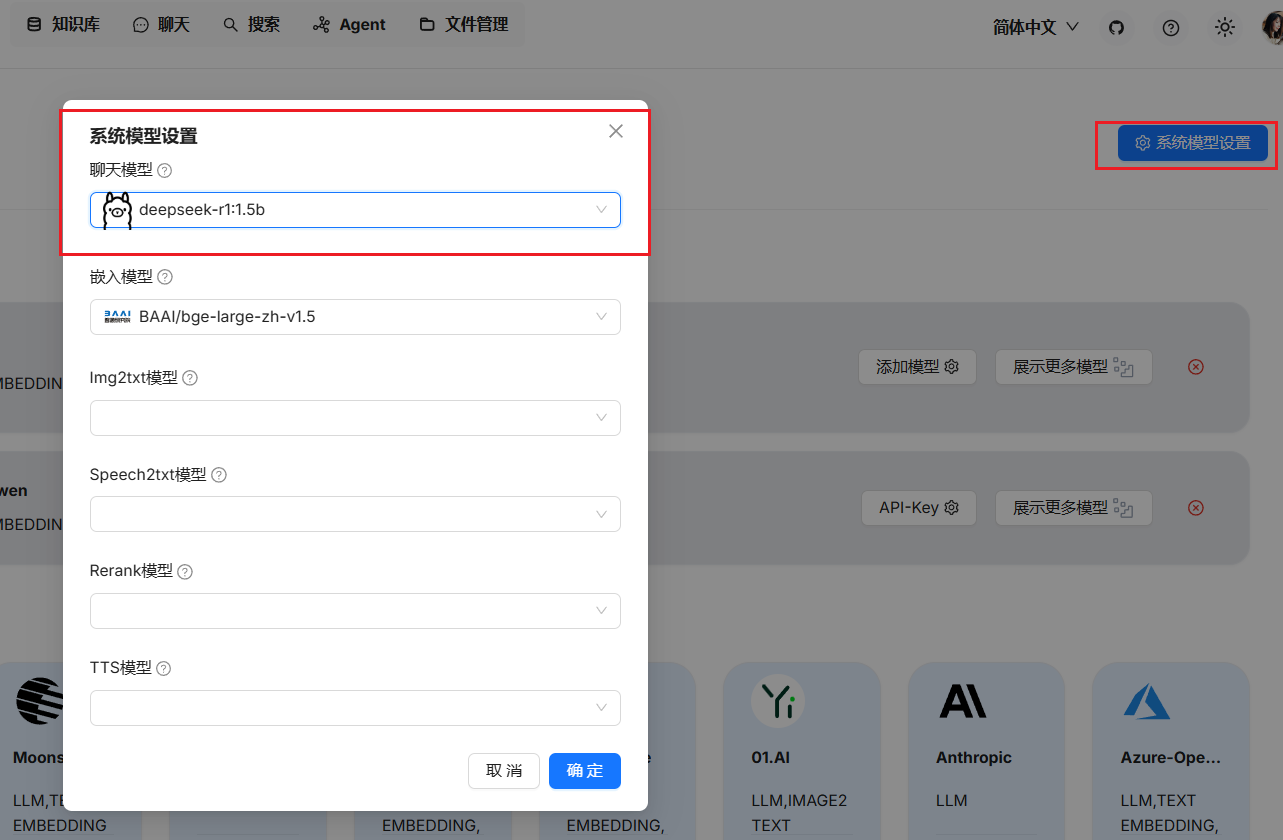 知识库 聊天 搜索 Agent 文件管理 简体中文
系统模型设置
系统模型设置
聊天模型
deepseek-r1:1.5b
嵌入模型
BAAI/bge-large-zh-v1.5
Img2txt模型
Speech2txt模型
Rerank模型
TTS模型
取消 确定
添加模型 展示更多模型
MBEDDIN
wen
API-Key 展示更多模型
MBEDDIN
Moons
LLM,TE
EMBEDDING
EMBEDDING,
e
EMBEDDING,
01.AI
LLM,IMAGE2
TEXT
Anthropic
LLM
Azure-Ope...
LLM,TEXT
EMBEDDING,